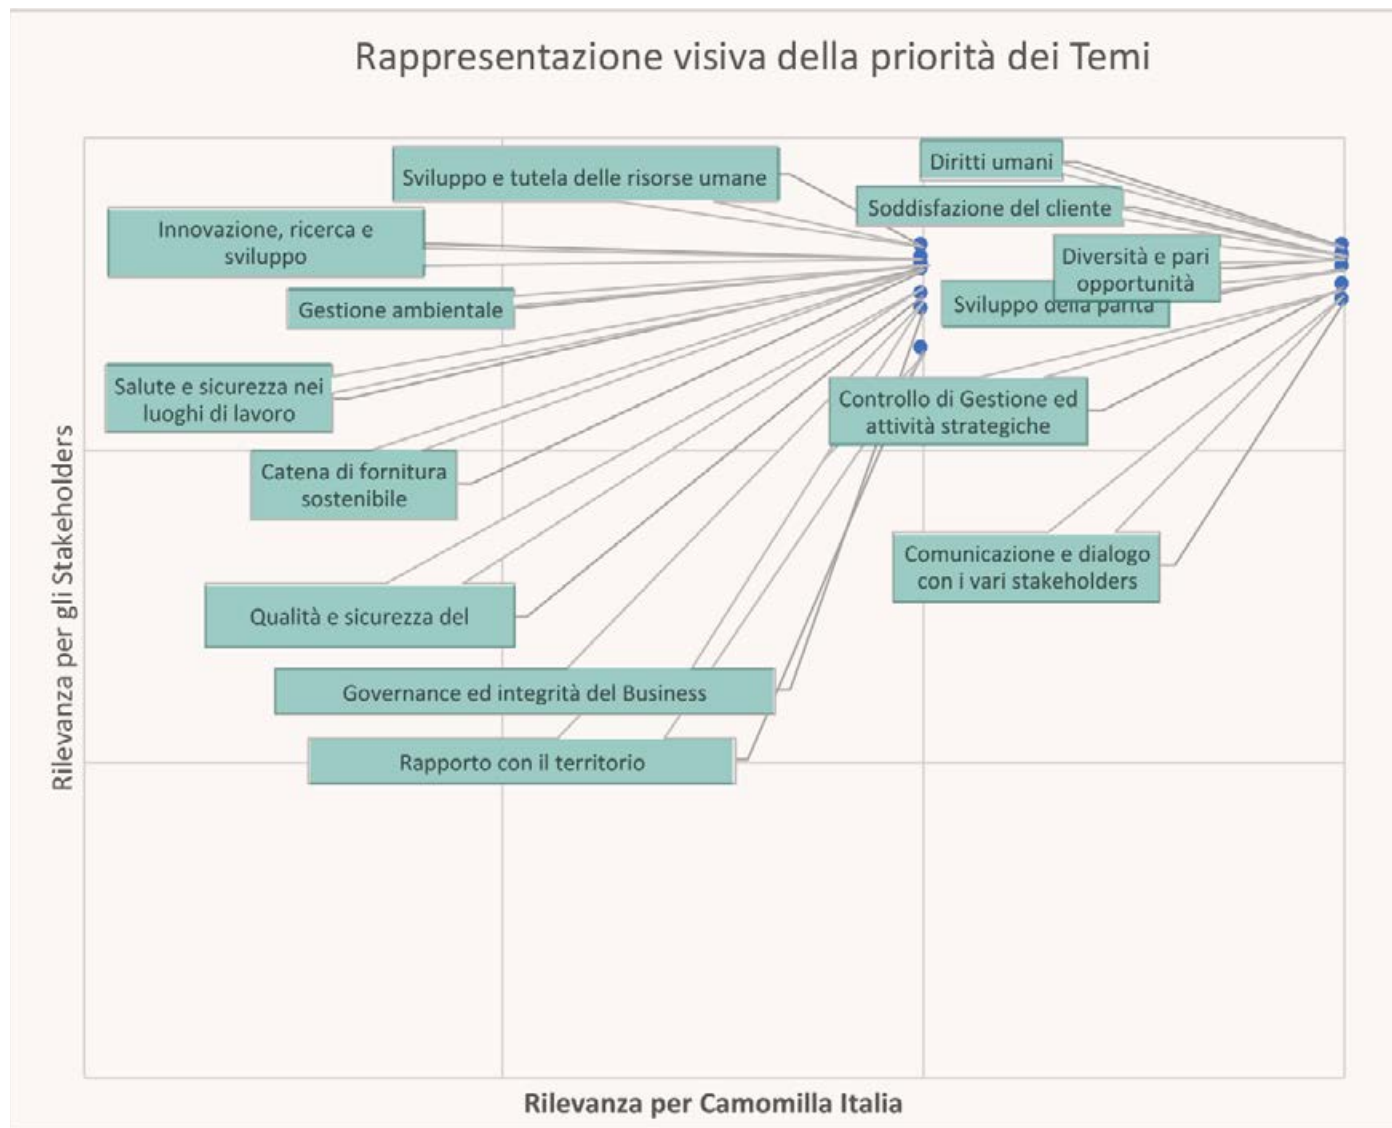 Rappresentazione visiva della priorità dei Temi
Diritti umani
Sviluppo e tutela delle risorse umane
Soddisfazione del cliente
Innovazione, ricerca e
sviluppo
Diversità e pari
opportunità
Gestione ambientale
Sviluppo della parità
Salute e sicurezza nei
luoghi di lavoro
Controllo di Gestione ed
attività strategiche
Catena di fornitura
sostenibile
Comunicazione e dialogo
con i vari stakeholders
Qualità e sicurezza del
Governance ed integrità del Business
Rapporto con il territorio
Rilevanza per gli Stakeholders
Rilevanza per Camomilla Italia